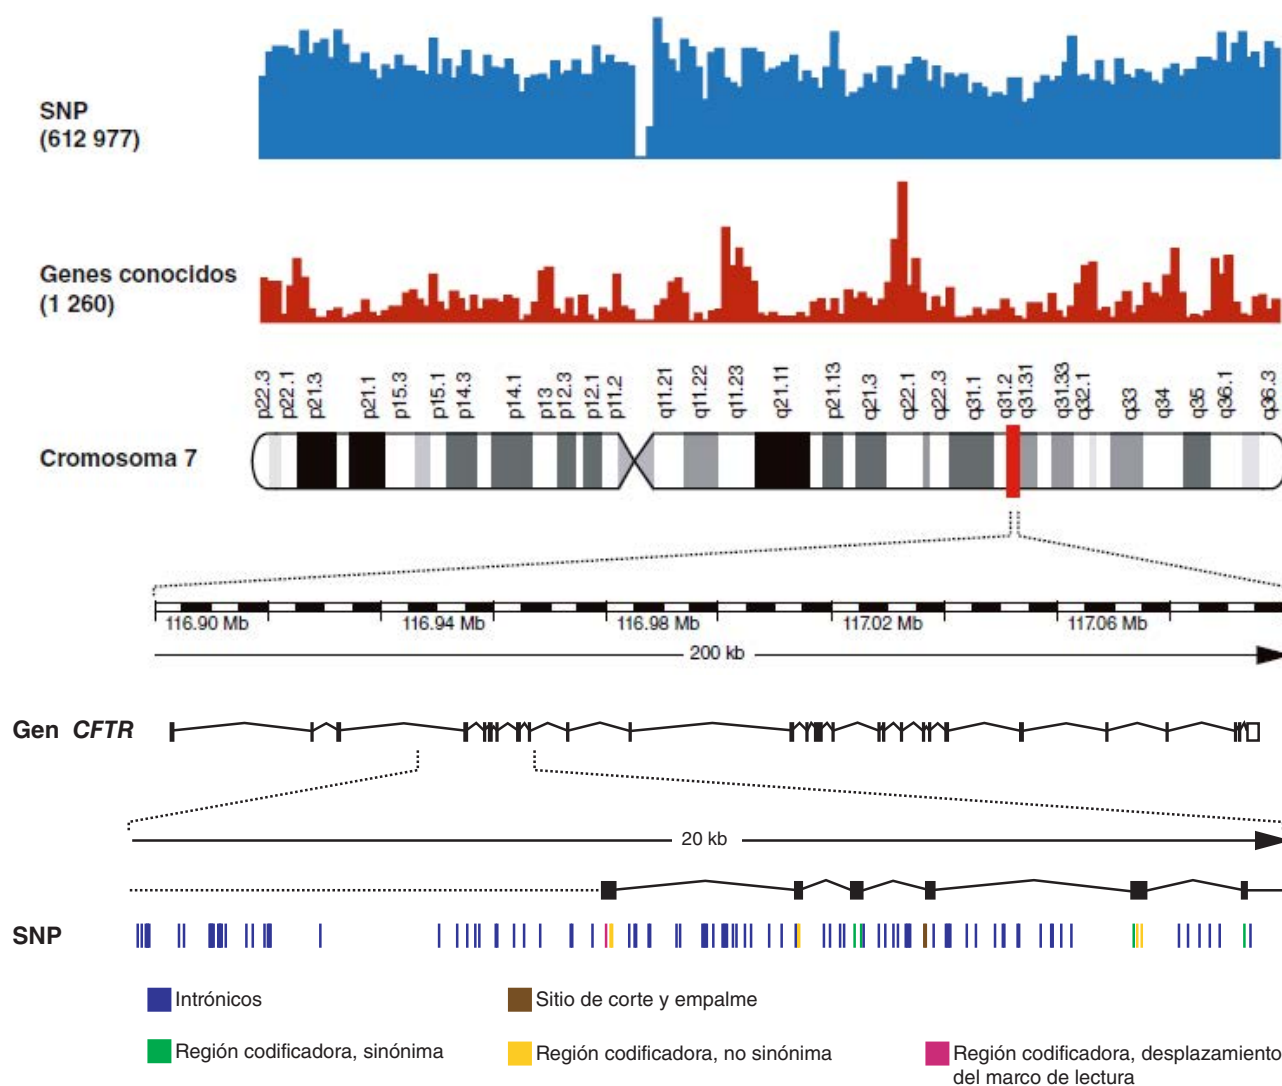 SNP
(612 977)
Genes conocidos
(1 260)
p22.3 p22.1 p21.3 p21.1 p15.3 p15.1 p14.3 p14.1 p13 p12.3 p12.1 p11.2 q11.21 q11.22 q11.23 q21.11 p21.13 q21.3 q22.1 q22.3 q31.1 q31.2 q31.31 q31.33 q32.1 q33 q34 q35 q36.1 q36.3
Cromosoma 7
116.90 Mb 116.94 Mb 116.98 Mb 117.02 Mb 117.06 Mb
200 kb
Gen CFTR
20 kb
SNP
Intrónicos
Sitio de corte y empalme
Región codificadora, sinónima
Región codificadora, no sinónima
Región codificadora, desplazamiento
del marco de lectura